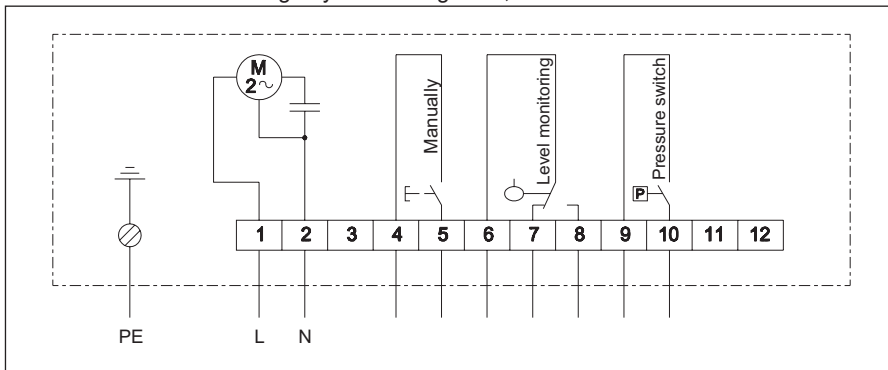 M
2~
Manually
Level monitoring
Pressure switch
P
1 2 3 4 5 6 7 8 9 10 11 12
PE L N